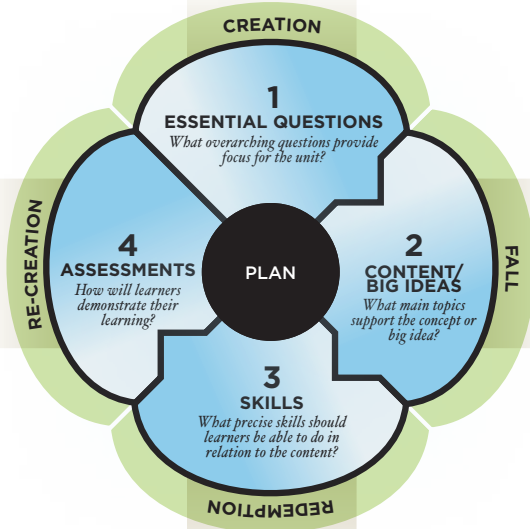 CREATION
1
ESSENTIAL QUESTIONS
What overarching questions provide
focus for the unit?
FALL
2
CONTENT/
BIG IDEAS
What main topics
support the concept or
big idea?
PLAN
RE-CREATION
4
ASSESSMENTS
How will learners
demonstrate their
learning?
3
SKILLS
What precise skills should
learners be able to do in
relation to the content?
REDEMPTION